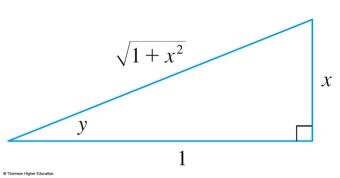 √1 + x²
x
y
1
© Thomson Higher Education